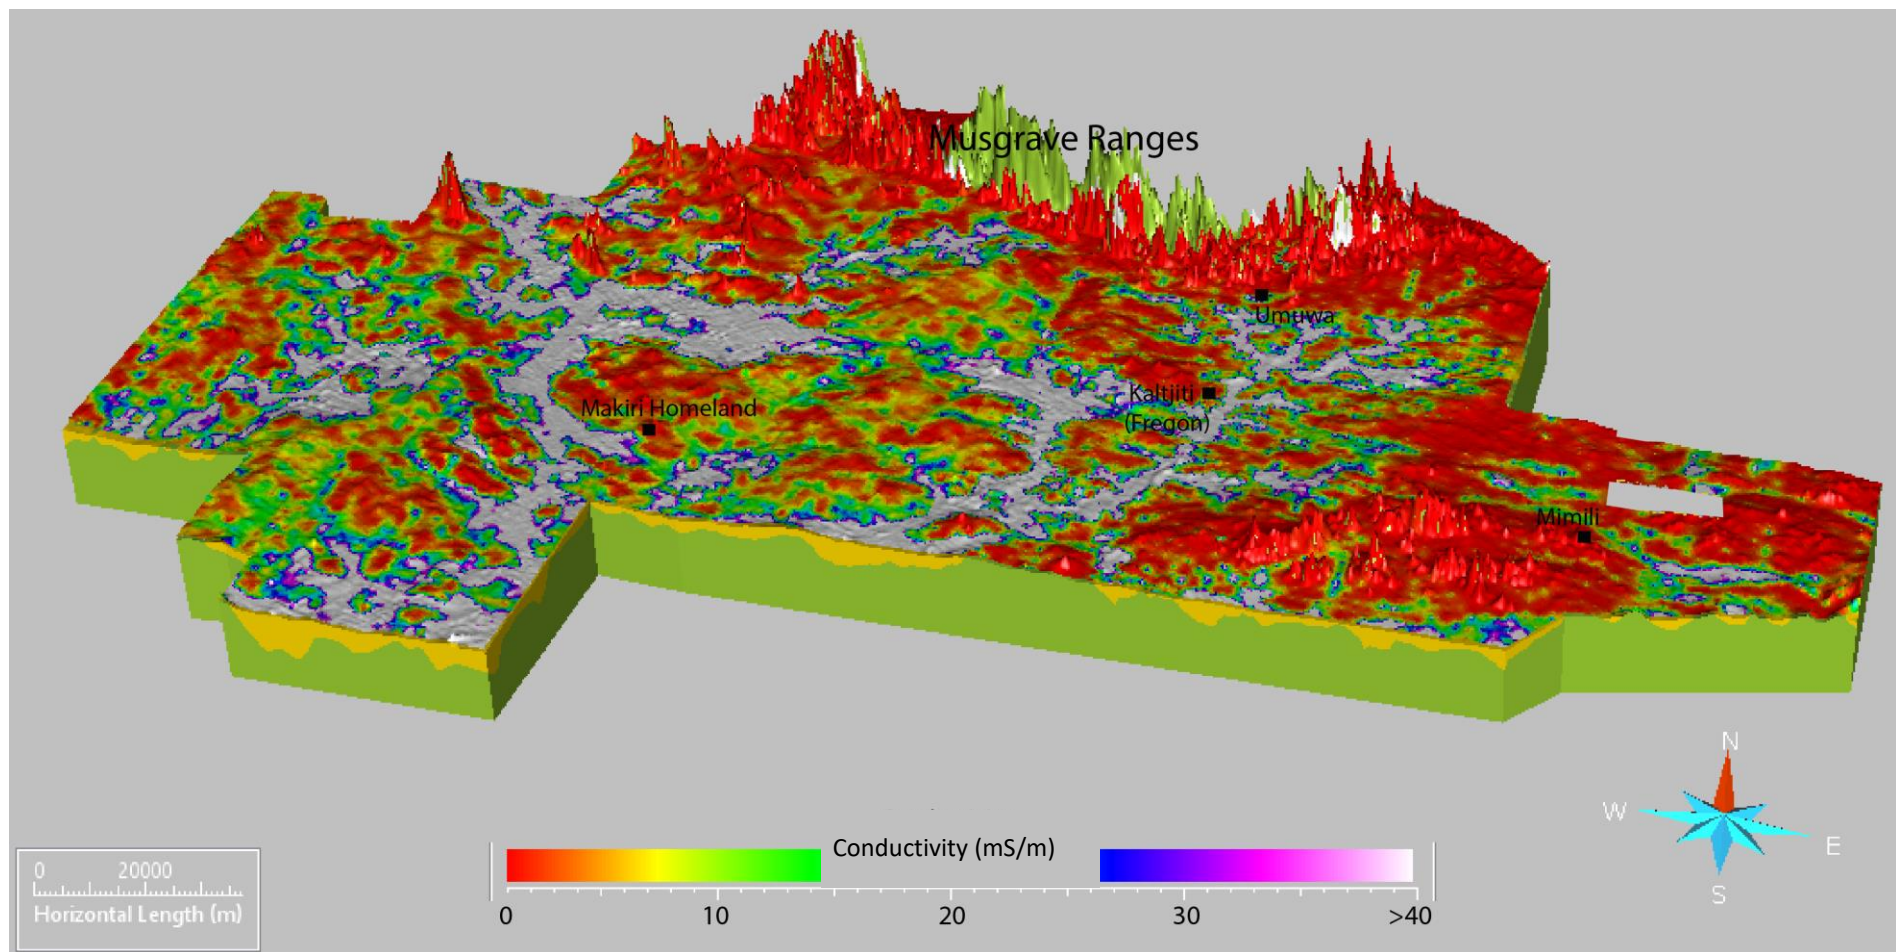 Musgrave Ranges
Umuwa
Kaltjiti
(Fregon)
Makiri Homeland
Mimili
N
W
E
S
Conductivity (mS/m)
0 10 20 30 >40
0 20000
Horizontal Length (m)